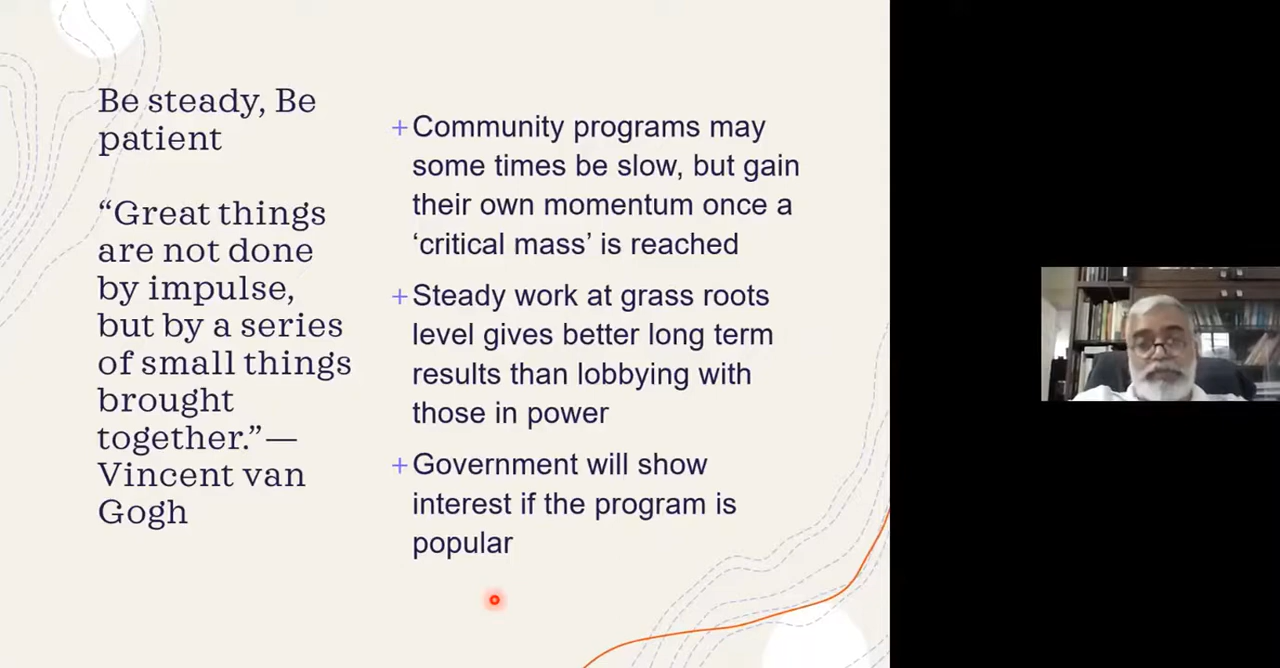 Be steady, Be
patient
“Great things
are not done
by impulse,
but by a series
of small things
brought
together.”—
Vincent van
Gogh
+Community programs may
some times be slow, but gain
their own momentum once a
‘critical mass’ is reached
+Steady work at grass roots
level gives better long term
results than lobbying with
those in power
+Government will show
interest if the program is
popular